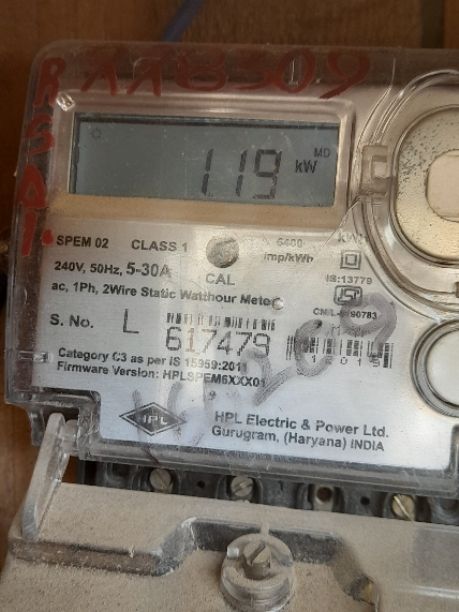 1.19
MD
kW
SPEM 02 CLASS 1
6400
imp/kWh
240V, 50Hz, 5-30A
CAL
IS:13779
ac, 1Ph, 2Wire Static Watthour Meter
S. No. L 617479
Category C3 as per IS 15959:2011
Firmware Version: HPLSPEM6XXX01
HPL
HPL Electric & Power Ltd.
Gurugram, (Haryana) INDIA